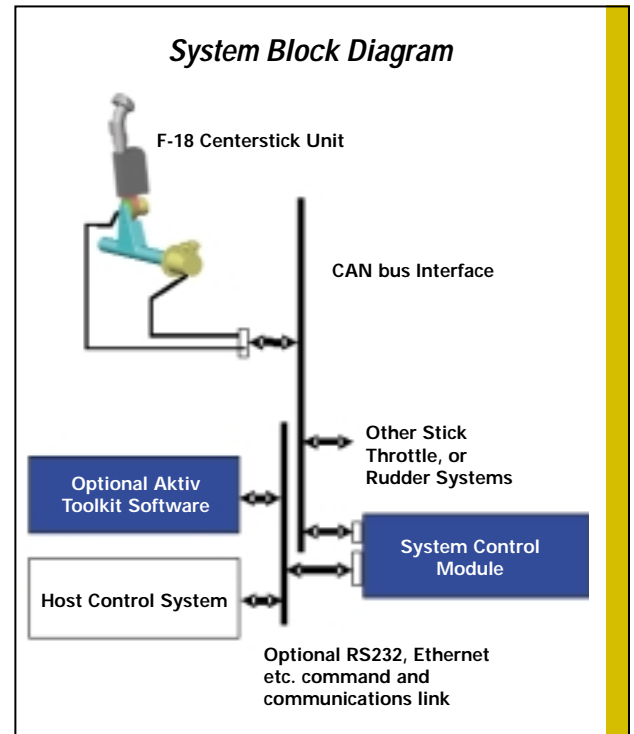 System Block Diagram
F-18 Centerstick Unit
CAN bus Interface
Other Stick
Throttle, or
Rudder Systems
Optional Aktiv
Toolkit Software
System Control
Module
Host Control System
Optional RS232, Ethernet
etc. command and
communications link